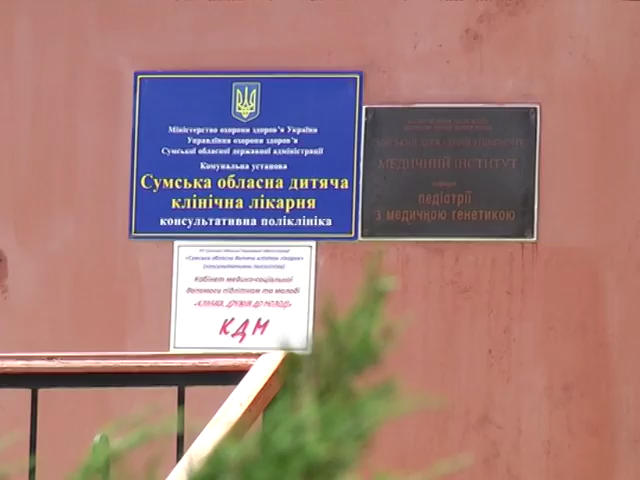 Міністерство охорони здоров'я України
Управління охорони здоров'я
Сумської обласної державної адміністрації
Комунальна установа
Сумська обласна дитяча
клінічна лікарня
консультативна поліклініка
МЕДИЧНИЙ ІНСТИТУТ
педіатрії
з медичною генетикою
«Сумська обласна дитяча клінічна лікарня»
(консультативна поліклініка)
Кабінет медико-соціальної
допомоги підліткам та молоді
«КЛІНІКА, ДРУЖНЯ ДО МОЛОДІ»
КДМ